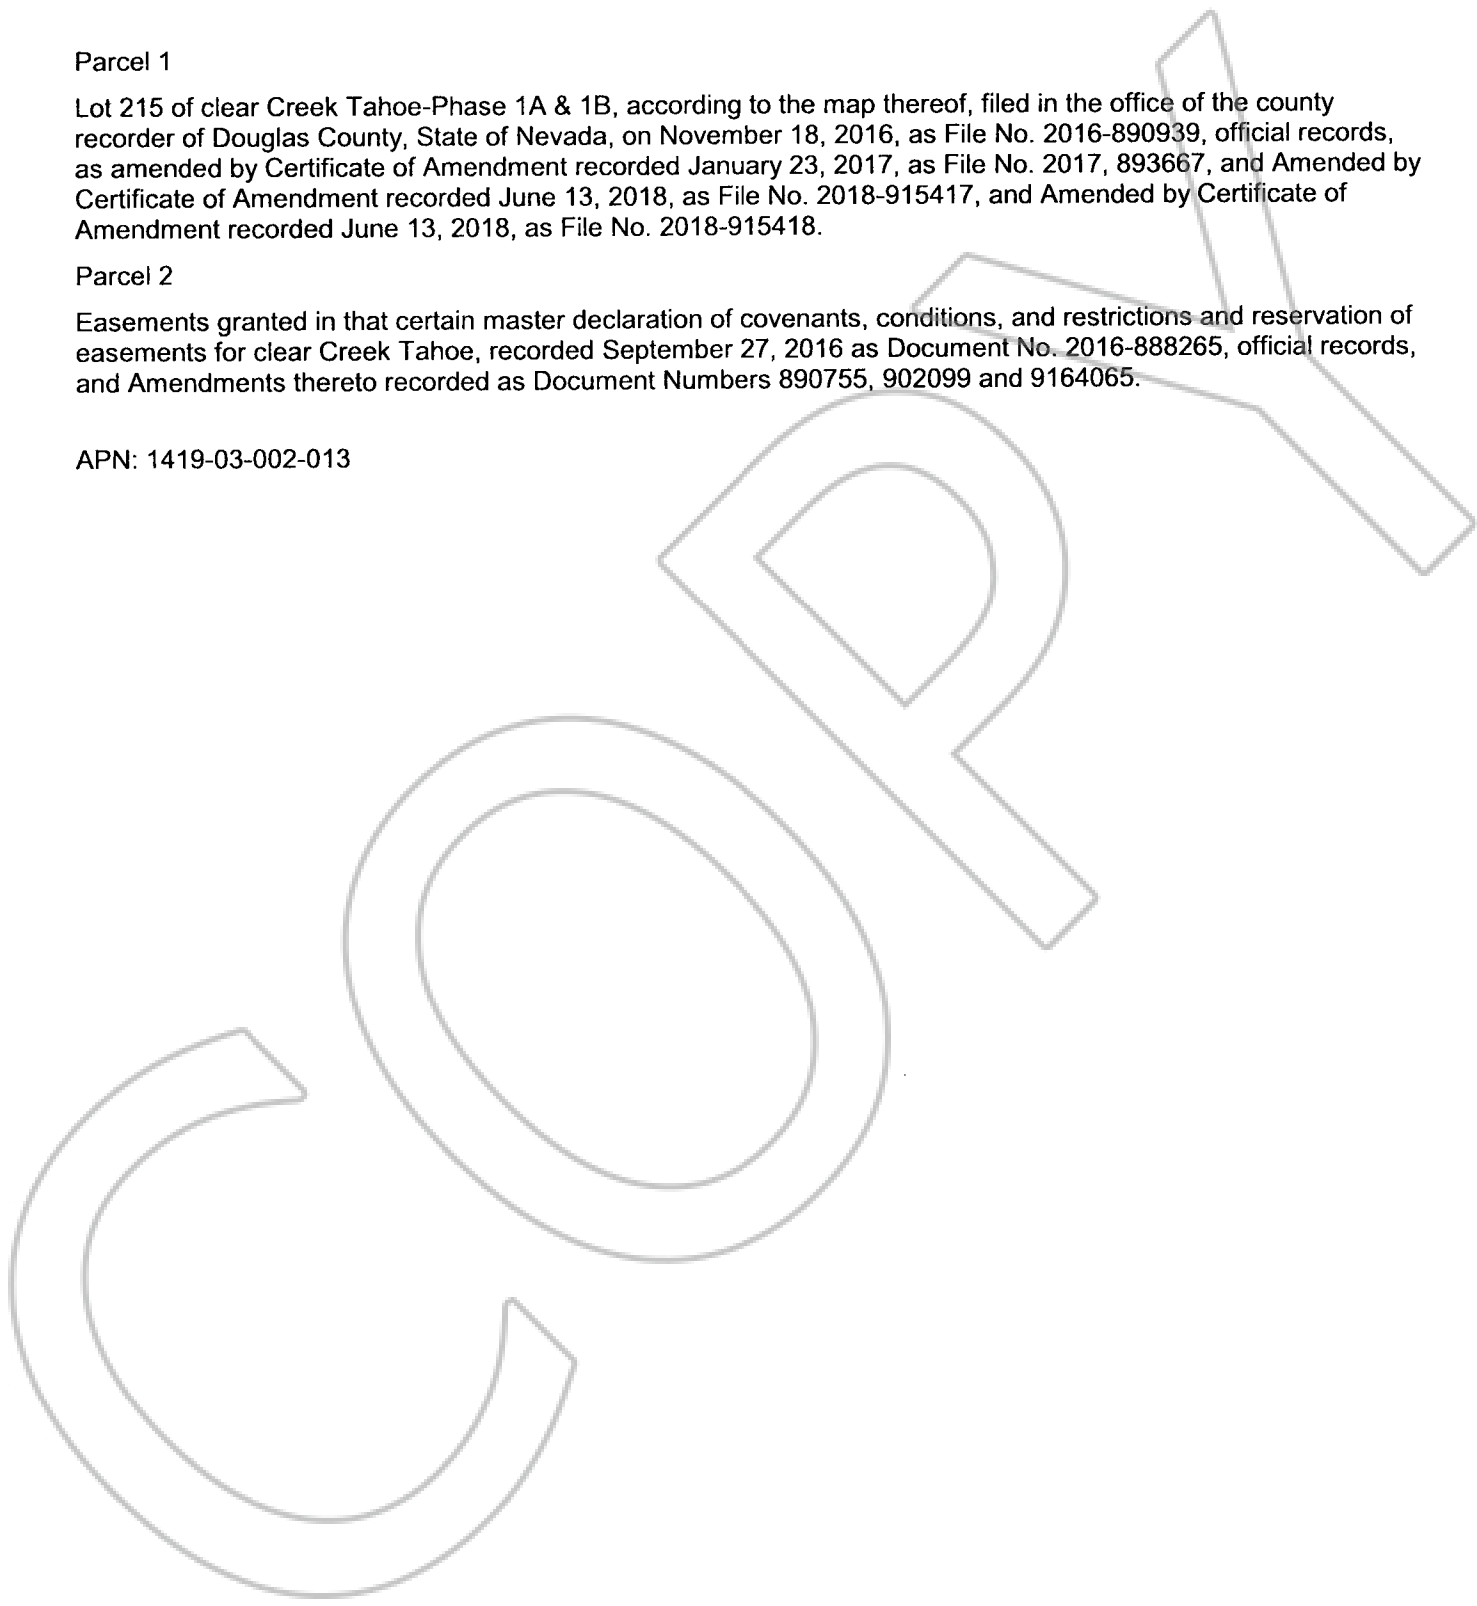 Parcel 1
Lot 215 of clear Creek Tahoe-Phase 1A & 1B, according to the map thereof, filed in the office of the county
recorder of Douglas County, State of Nevada, on November 18, 2016, as File No. 2016-890939, official records,
as amended by Certificate of Amendment recorded January 23, 2017, as File No. 2017, 893667, and Amended by
Certificate of Amendment recorded June 13, 2018, as File No. 2018-915417, and Amended by Certificate of
Amendment recorded June 13, 2018, as File No. 2018-915418.
Parcel 2
Easements granted in that certain master declaration of covenants, conditions, and restrictions and reservation of
easements for clear Creek Tahoe, recorded September 27, 2016 as Document No. 2016-888265, official records,
and Amendments thereto recorded as Document Numbers 890755, 902099 and 9164065.
APN: 1419-03-002-013
COPY